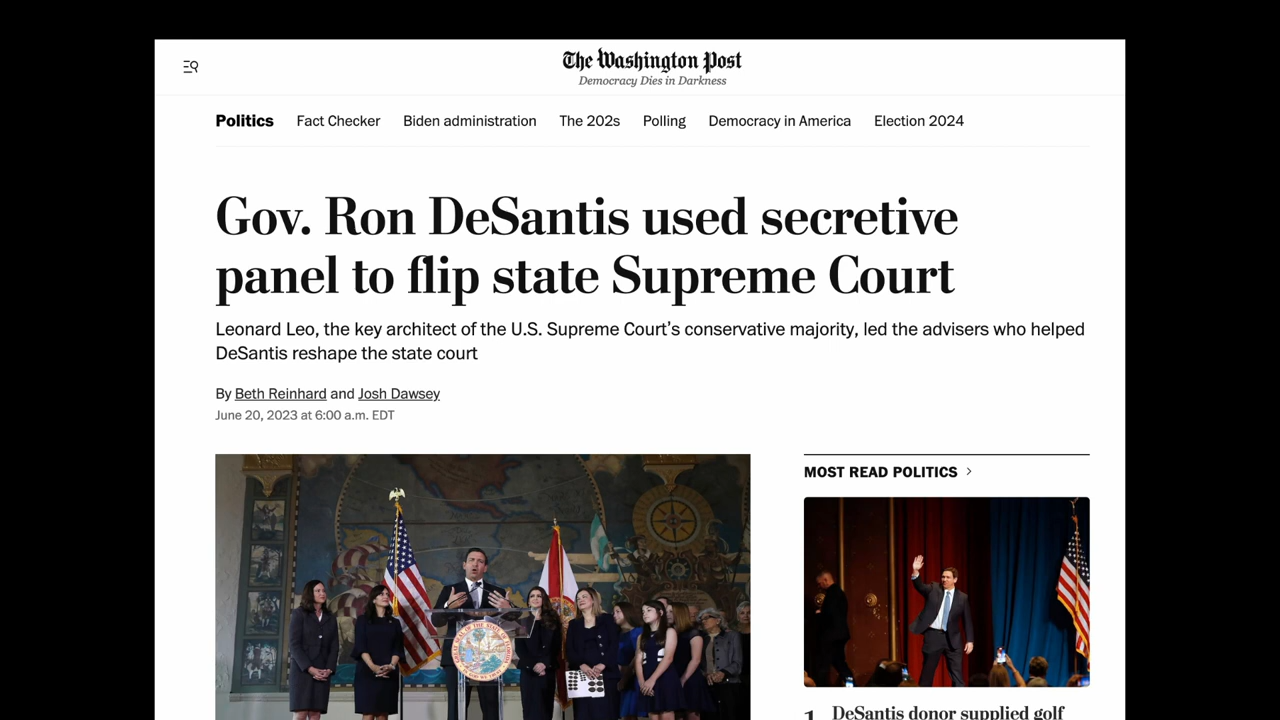 The Washington Post
Democracy Dies in Darkness
Politics Fact Checker Biden administration The 202s Polling Democracy in America Election 2024
Gov. Ron DeSantis used secretive
panel to flip state Supreme Court
Leonard Leo, the key architect of the U.S. Supreme Court's conservative majority, led the advisers who helped
DeSantis reshape the state court
By Beth Reinhard and Josh Dawsey
June 20, 2023 at 6:00 a.m. EDT
MOST READ POLITICS >
1 DeSantis donor supplied golf